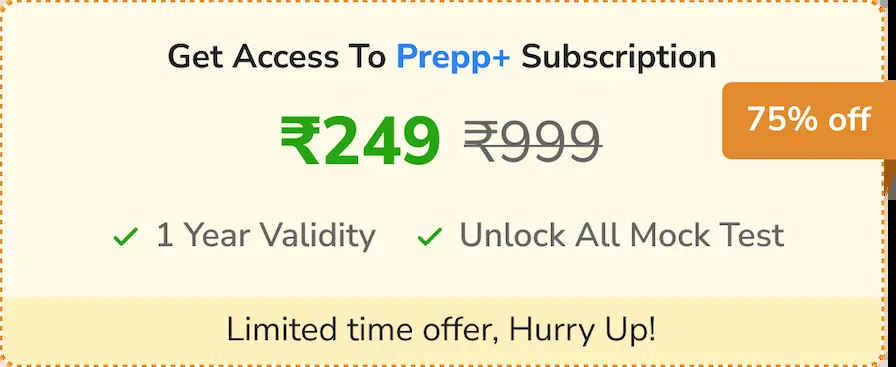 Get Access To Prepp+ Subscription
₹249 ₹999
75% off
1 Year Validity
Unlock All Mock Test
Limited time offer, Hurry Up!